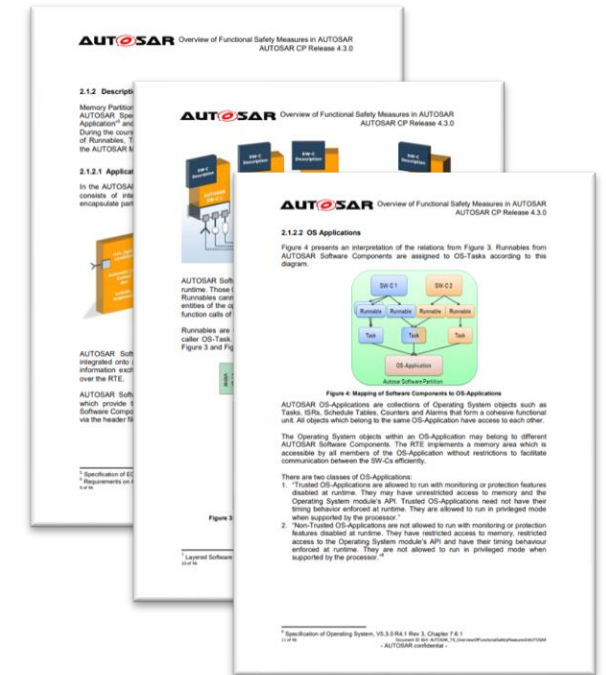 AUTOSAR Overview of Functional Safety Measures in AUTOSAR
AUTOSAR CP Release 4.3.0
2.1.2 Descripti
Memory Partition
AUTOSAR Spe
Application" and
During the cours
of Runnables, T
the AUTOSAR M
2.1.2.1 Applica
In the AUTOSA
consists of inte
encapsulate part
AUTOSAR Soft
integrated onto
information exch
over the RTE.
AUTOSAR Soft
which provide t
Software Compo
via the header fil
AUTOSAR Overview of Functional Safety Measures in AUTOSAR
AUTOSAR CP Release 4.3.0
SW-C
Description
SW-C
Description
SW-C
Description
SW-C
Description
AUTOSAR
SW-C 1
AUTOSAR Soft
runtime. Those
Runnables cann
entities of the op
function calls of
Runnables are
caller OS-Task.
Figure 3 and Fig
Figure 3
Layered Software
AUTOSAR Overview of Functional Safety Measures in AUTOSAR
AUTOSAR CP Release 4.3.0
2.1.2.2 OS Applications
Figure 4 presents an interpretation of the relations from Figure 3. Runnables from
AUTOSAR Software Components are assigned to OS-Tasks according to this
diagram.
SW-C 1 SW-C 2
Runnable Runnable Runnable Runnable
Task Task Task
OS-Application
Autosar Software Partition
Figure 4: Mapping of Software Components to OS-Applications
AUTOSAR OS-Applications are collections of Operating System objects such as
Tasks, ISRs, Schedule Tables, Counters and Alarms that form a cohesive functional
unit. All objects which belong to the same OS-Application have access to each other.
The Operating System objects within an OS-Application may belong to different
AUTOSAR Software Components. The RTE implements a memory area which is
accessible by all members of the OS-Application without restrictions to facilitate
communication between the SW-Cs efficiently.
There are two classes of OS-Applications:
1. "Trusted OS-Applications are allowed to run with monitoring or protection features
disabled at runtime. They may have unrestricted access to memory and the
Operating System module's API. Trusted OS-Applications need not have their
timing behavior enforced at runtime. They are allowed to run in privileged mode
when supported by the processor."
2. "Non-Trusted OS-Applications are not allowed to run with monitoring or protection
features disabled at runtime. They have restricted access to memory, restricted
access to the Operating System module's API and have their timing behaviour
enforced at runtime. They are not allowed to run in privileged mode when
supported by the processor."8
8 Specification of Operating System, V5.3.0 R4.1 Rev 3, Chapter 7.6.1
- AUTOSAR confidential -